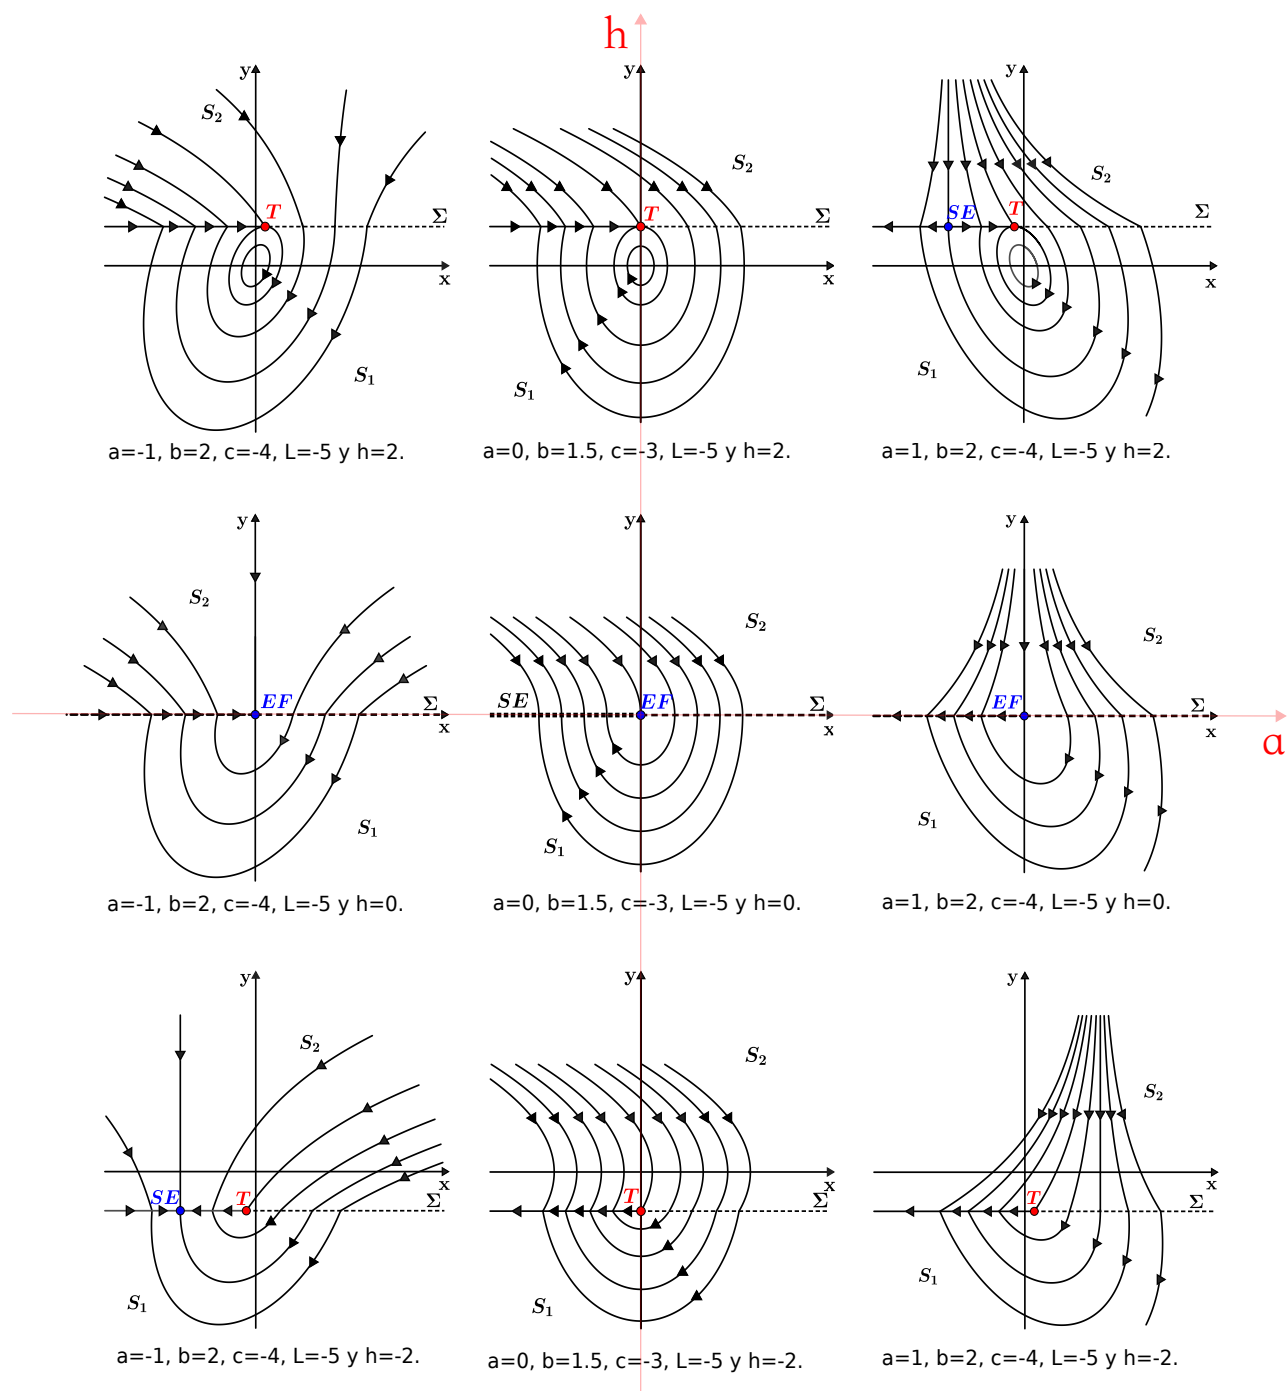 h
y
S₂
T
Σ
x
S₁
a=-1, b=2, c=-4, L=-5 y h=2.
y
S₂
T
Σ
x
S₁
a=0, b=1.5, c=-3, L=-5 y h=2.
y
S₂
SE
T
Σ
x
S₁
a=1, b=2, c=-4, L=-5 y h=2.
y
S₂
EF
Σ
x
S₁
a=-1, b=2, c=-4, L=-5 y h=0.
y
S₂
SE
EF
Σ
x
S₁
a=0, b=1.5, c=-3, L=-5 y h=0.
y
S₂
EF
Σ
x
S₁
a=1, b=2, c=-4, L=-5 y h=0.
a
y
S₂
x
SE
T
Σ
S₁
a=-1, b=2, c=-4, L=-5 y h=-2.
y
S₂
x
T
Σ
S₁
a=0, b=1.5, c=-3, L=-5 y h=-2.
y
S₂
x
T
Σ
S₁
a=1, b=2, c=-4, L=-5 y h=-2.